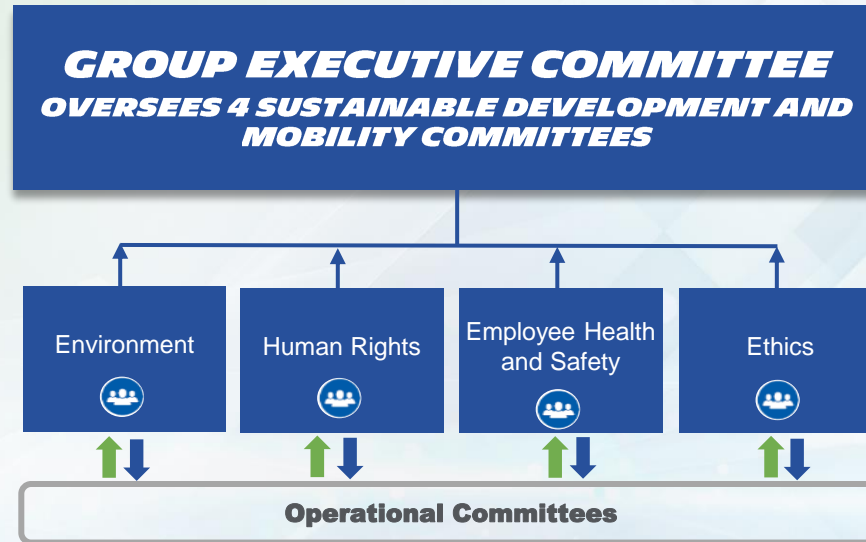 GROUP EXECUTIVE COMMITTEE
OVERSEES 4 SUSTAINABLE DEVELOPMENT AND
MOBILITY COMMITTEES
Environment
Human Rights
Employee Health
and Safety
Ethics
Operational Committees